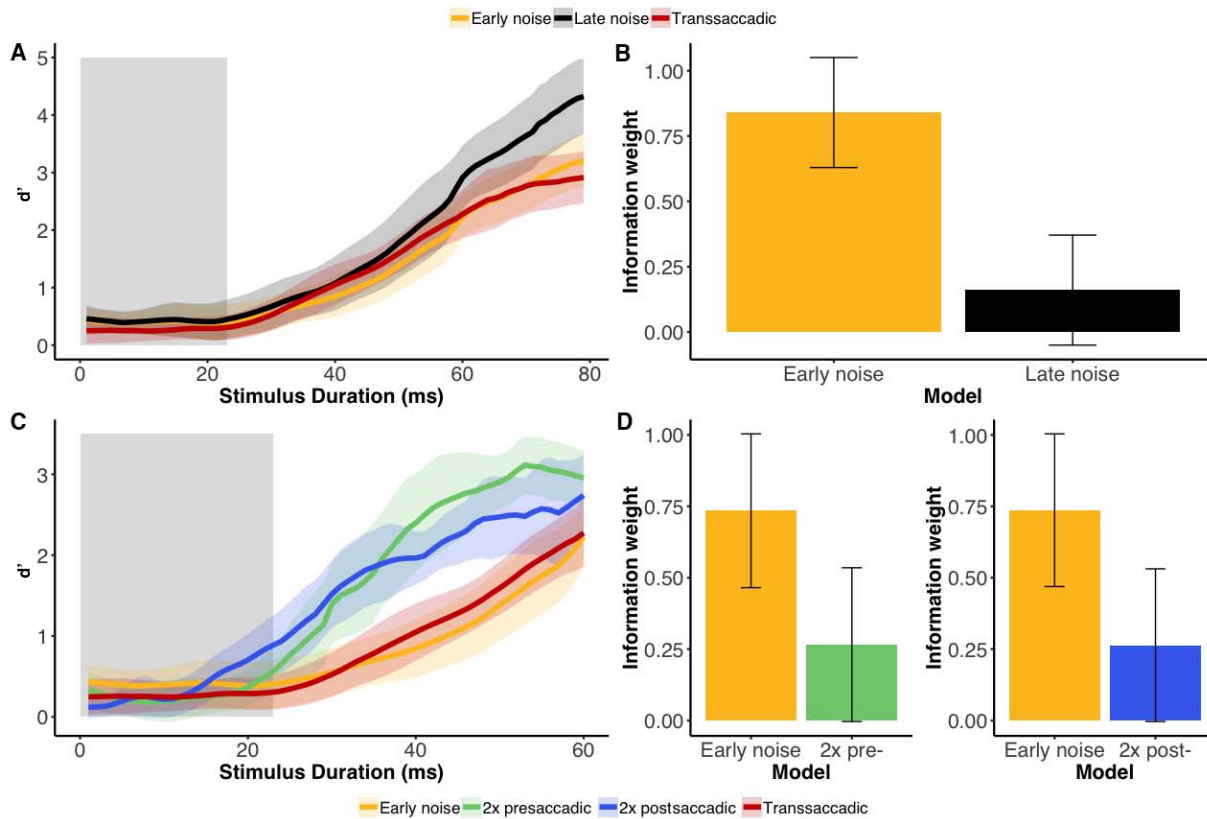 Early noise Late noise Transsaccadic
A
5
4
3
2
1
0
d'
0 20 40 60 80
Stimulus Duration (ms)
B
1.00
0.75
0.50
0.25
0.00
Information weight
Early noise Late noise
Model
C
3
2
1
0
d'
0 20 40 60
Stimulus Duration (ms)
D
1.00
0.75
0.50
0.25
0.00
Information weight
Early noise 2x pre-
Model
1.00
0.75
0.50
0.25
0.00
Information weight
Early noise 2x post-
Model
Early noise 2x presaccadic 2x postsaccadic Transsaccadic